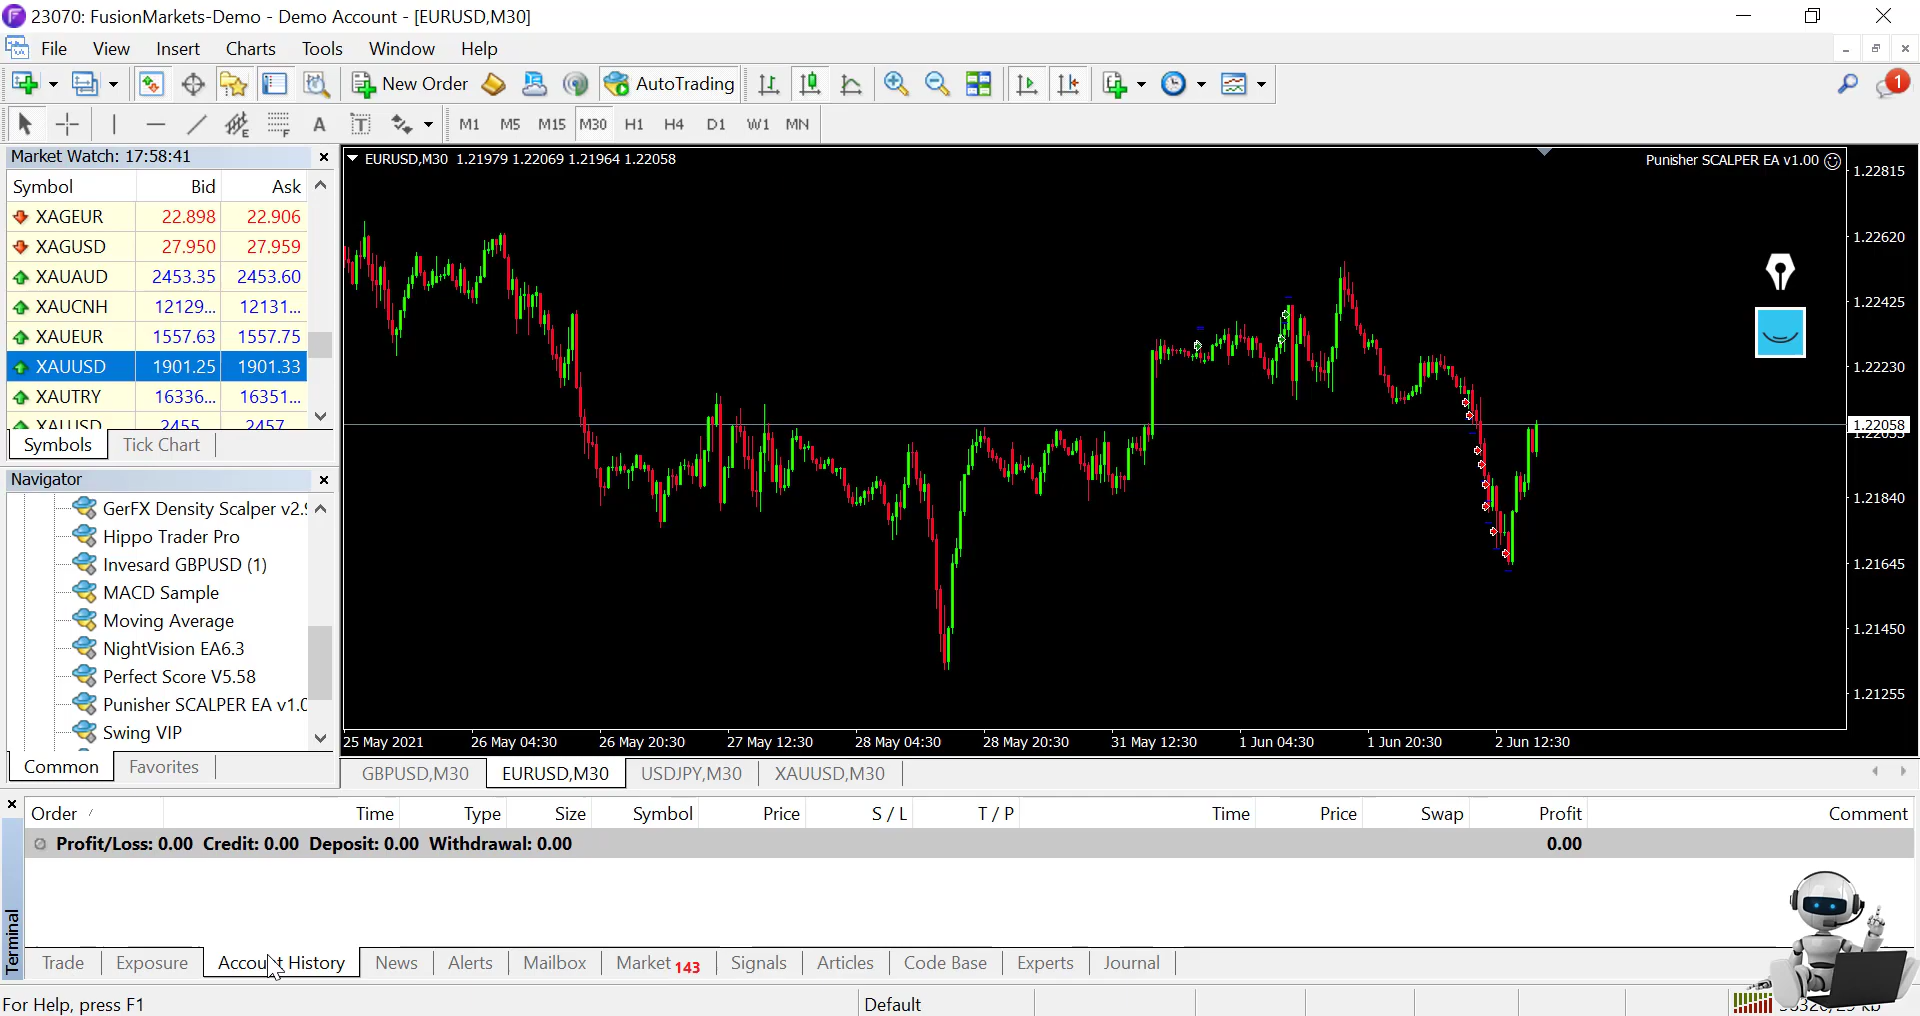 23070: FusionMarkets-Demo - Demo Account - [EURUSD,M30]
File View Insert Charts Tools Window Help
New Order AutoTrading 1
A T M1 M5 M15 M30 H1 H4 D1 W1 MN
Market Watch: 17:58:41
Symbol Bid Ask
XAGEUR 22.898 22.906
XAGUSD 27.950 27.959
XAUAUD 2453.35 2453.60
XAUCNH 12129... 12131...
XAUEUR 1557.63 1557.75
XAUUSD 1901.25 1901.33
XAUTRY 16336... 16351...
Symbols Tick Chart
Navigator
GerFX Density Scalper v2.
Hippo Trader Pro
Invesard GBPUSD (1)
MACD Sample
Moving Average
NightVision EA6.3
Perfect Score V5.58
Punisher SCALPER EA v1.0
Swing VIP
Common Favorites
EURUSD,M30 1.21979 1.22069 1.21964 1.22058
Punisher SCALPER EA v1.00
1.22815
1.22620
1.22425
1.22230
1.22058
1.21840
1.21645
1.21450
1.21255
25 May 2021 26 May 04:30 26 May 20:30 27 May 12:30 28 May 04:30 28 May 20:30 31 May 12:30 1 Jun 04:30 1 Jun 20:30 2 Jun 12:30
GBPUSD,M30 EURUSD,M30 USDJPY,M30 XAUUSD,M30
Order / Time Type Size Symbol Price S / L T / P Time Price Swap Profit Comment
Profit/Loss: 0.00 Credit: 0.00 Deposit: 0.00 Withdrawal: 0.00 0.00
Terminal
Trade Exposure Account History News Alerts Mailbox Market 143 Signals Articles Code Base Experts Journal
For Help, press F1 Default